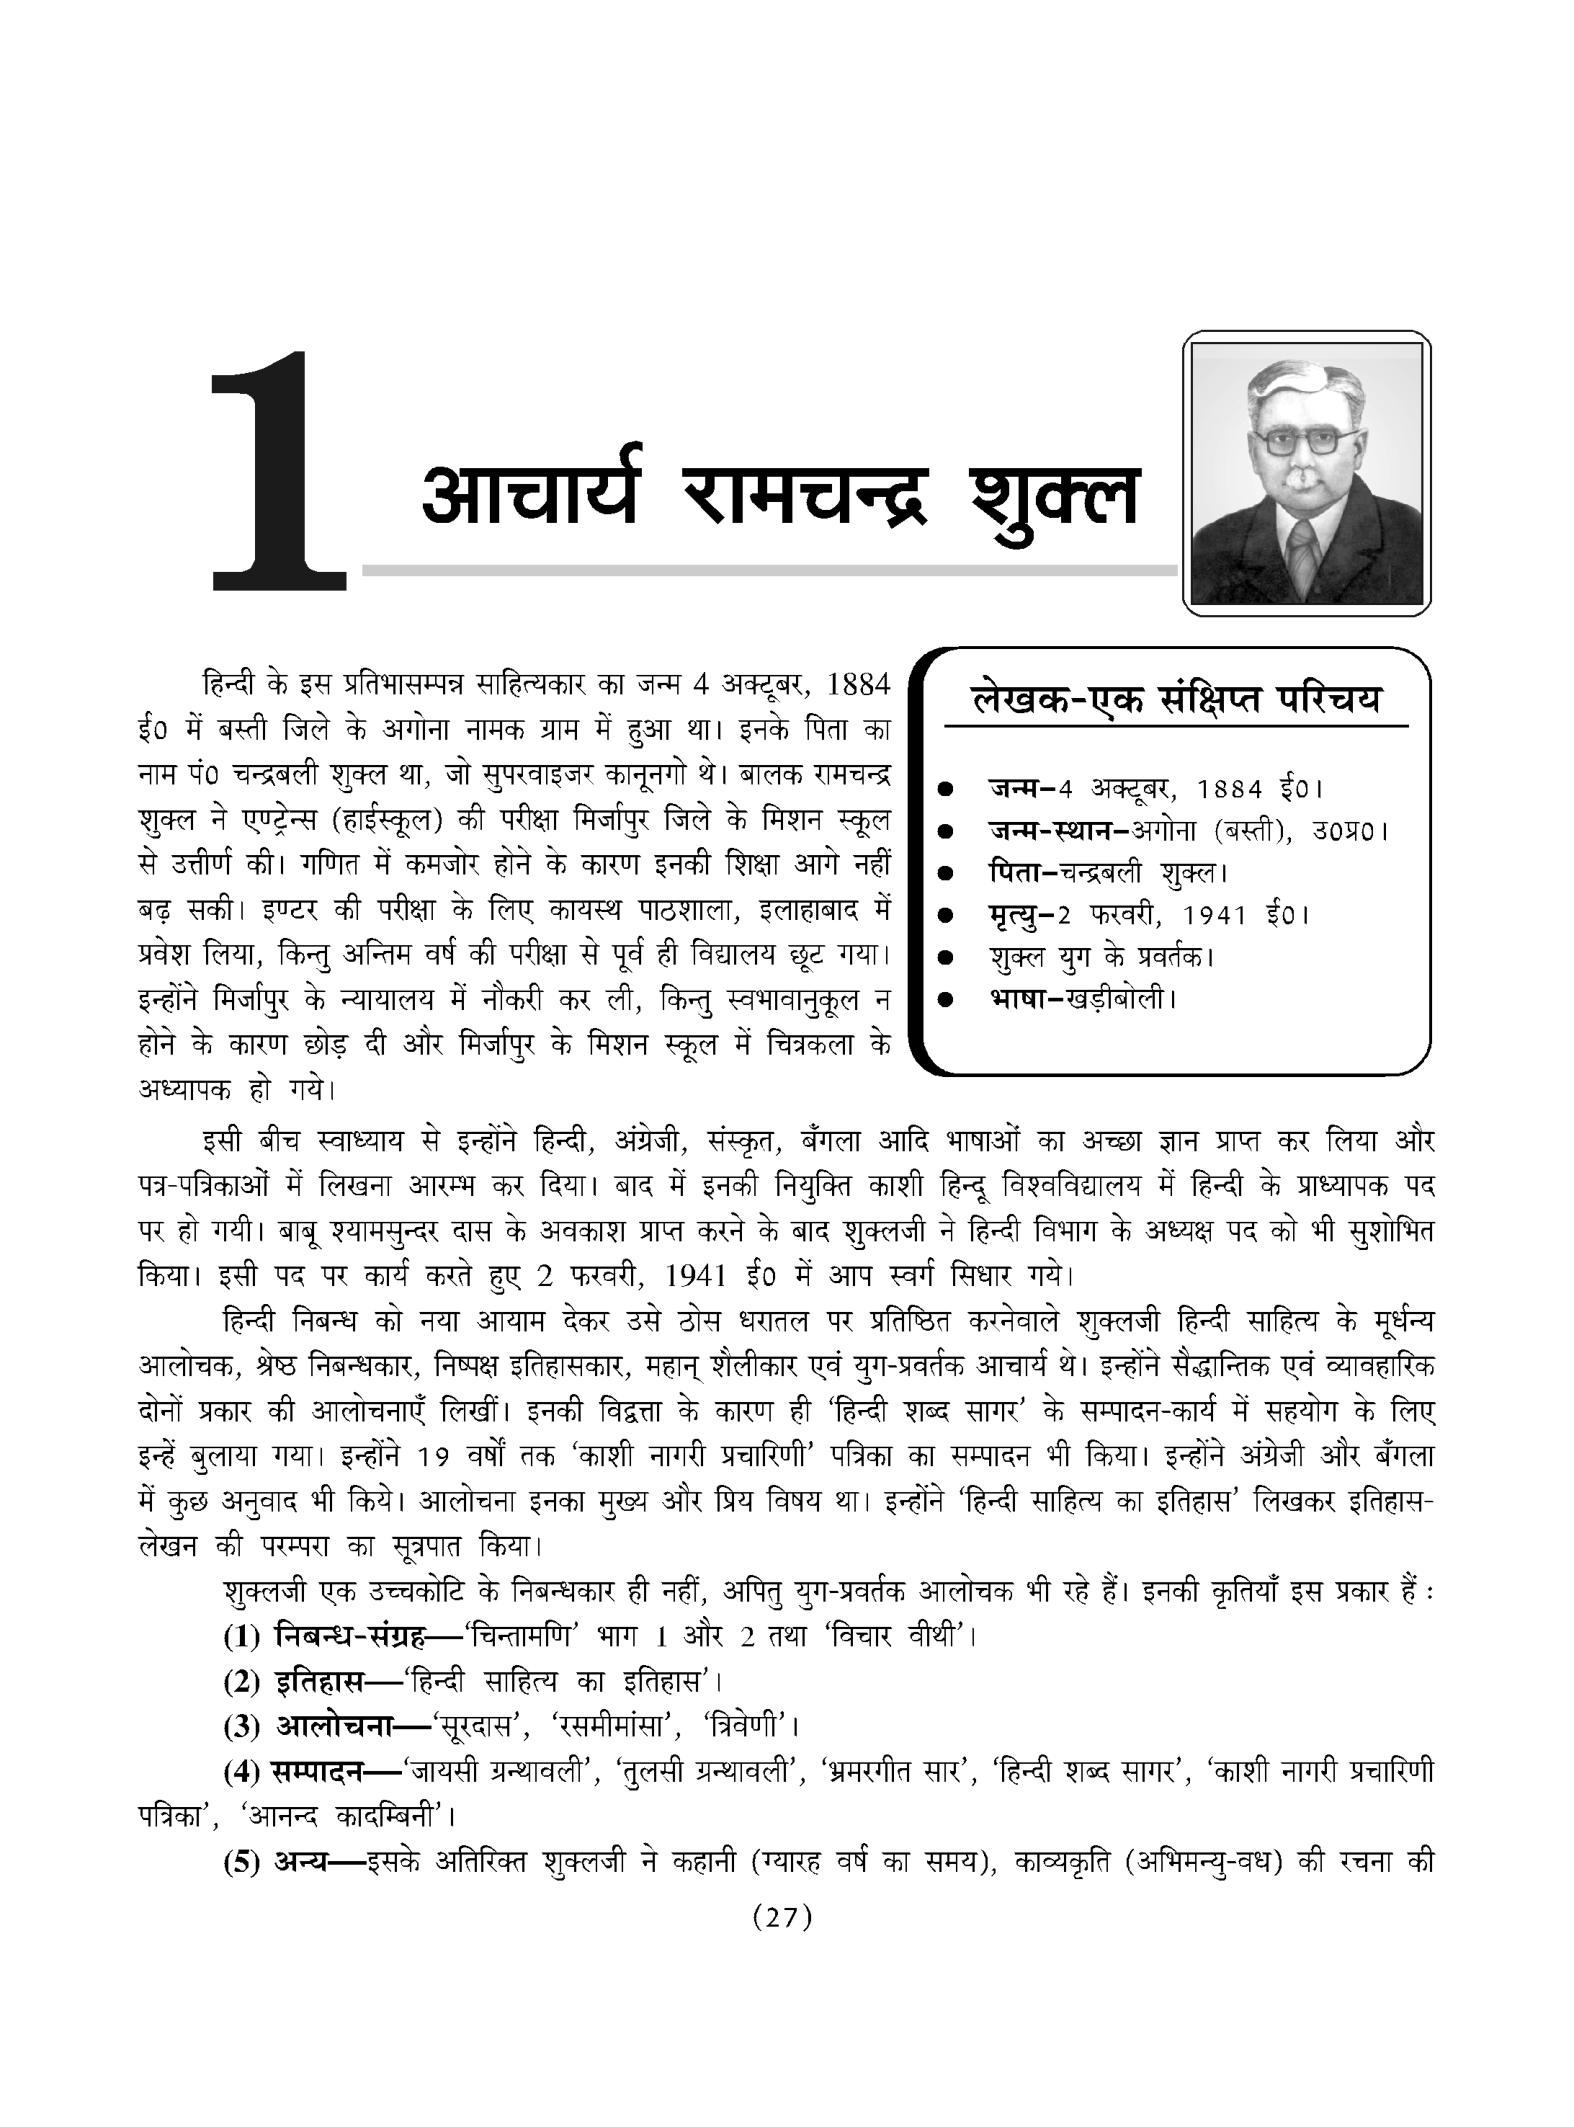 1
आचार्य रामचन्द्र शुक्ल
हिन्दी के इस प्रतिभासम्पन्न साहित्यकार का जन्म 4 अक्टूबर, 1884
ई0 में बस्ती जिले के अगोना नामक ग्राम में हुआ था। इनके पिता का
नाम पं0 चन्द्रबली शुक्ल था, जो सुपरवाइजर कानूनगो थे। बालक रामचन्द्र
शुक्ल ने एण्ट्रेन्स (हाईस्कूल) की परीक्षा मिर्जापुर जिले के मिशन स्कूल
से उत्तीर्ण की। गणित में कमजोर होने के कारण इनकी शिक्षा आगे नहीं
बढ़ सकी। इण्टर की परीक्षा के लिए कायस्थ पाठशाला, इलाहाबाद में
प्रवेश लिया, किन्तु अन्तिम वर्ष की परीक्षा से पूर्व ही विद्यालय छूट गया।
इन्होंने मिर्जापुर के न्यायालय में नौकरी कर ली, किन्तु स्वभावानुकूल न
होने के कारण छोड़ दी और मिर्जापुर के मिशन स्कूल में चित्रकला के
अध्यापक हो गये।
लेखक-एक संक्षिप्त परिचय
● जन्म–4 अक्टूबर, 1884 ई0।
● जन्म-स्थान–अगोना (बस्ती), उ0प्र0।
● पिता–चन्द्रबली शुक्ल।
● मृत्यु–2 फरवरी, 1941 ई0।
● शुक्ल युग के प्रवर्तक।
● भाषा–खड़ीबोली।
इसी बीच स्वाध्याय से इन्होंने हिन्दी, अंग्रेजी, संस्कृत, बँगला आदि भाषाओं का अच्छा ज्ञान प्राप्त कर लिया और
पत्र-पत्रिकाओं में लिखना आरम्भ कर दिया। बाद में इनकी नियुक्ति काशी हिन्दू विश्वविद्यालय में हिन्दी के प्राध्यापक पद
पर हो गयी। बाबू श्यामसुन्दर दास के अवकाश प्राप्त करने के बाद शुक्लजी ने हिन्दी विभाग के अध्यक्ष पद को भी सुशोभित
किया। इसी पद पर कार्य करते हुए 2 फरवरी, 1941 ई0 में आप स्वर्ग सिधार गये।
हिन्दी निबन्ध को नया आयाम देकर उसे ठोस धरातल पर प्रतिष्ठित करनेवाले शुक्लजी हिन्दी साहित्य के मूर्धन्य
आलोचक, श्रेष्ठ निबन्धकार, निष्पक्ष इतिहासकार, महान् शैलीकार एवं युग-प्रवर्तक आचार्य थे। इन्होंने सैद्धान्तिक एवं व्यावहारिक
दोनों प्रकार की आलोचनाएँ लिखीं। इनकी विद्वत्ता के कारण ही ‘हिन्दी शब्द सागर’ के सम्पादन-कार्य में सहयोग के लिए
इन्हें बुलाया गया। इन्होंने 19 वर्षों तक ‘काशी नागरी प्रचारिणी’ पत्रिका का सम्पादन भी किया। इन्होंने अंग्रेजी और बँगला
में कुछ अनुवाद भी किये। आलोचना इनका मुख्य और प्रिय विषय था। इन्होंने ‘हिन्दी साहित्य का इतिहास’ लिखकर इतिहास-
लेखन की परम्परा का सूत्रपात किया।
शुक्लजी एक उच्चकोटि के निबन्धकार ही नहीं, अपितु युग-प्रवर्तक आलोचक भी रहे हैं। इनकी कृतियाँ इस प्रकार हैं :
(1) निबन्ध-संग्रह—‘चिन्तामणि’ भाग 1 और 2 तथा ‘विचार वीथी’।
(2) इतिहास—‘हिन्दी साहित्य का इतिहास’।
(3) आलोचना—‘सूरदास’, ‘रसमीमांसा’, ‘त्रिवेणी’।
(4) सम्पादन—‘जायसी ग्रन्थावली’, ‘तुलसी ग्रन्थावली’, ‘भ्रमरगीत सार’, ‘हिन्दी शब्द सागर’, ‘काशी नागरी प्रचारिणी
पत्रिका’, ‘आनन्द कादम्बिनी’।
(5) अन्य—इसके अतिरिक्त शुक्लजी ने कहानी (ग्यारह वर्ष का समय), काव्यकृति (अभिमन्यु-वध) की रचना की
(27)